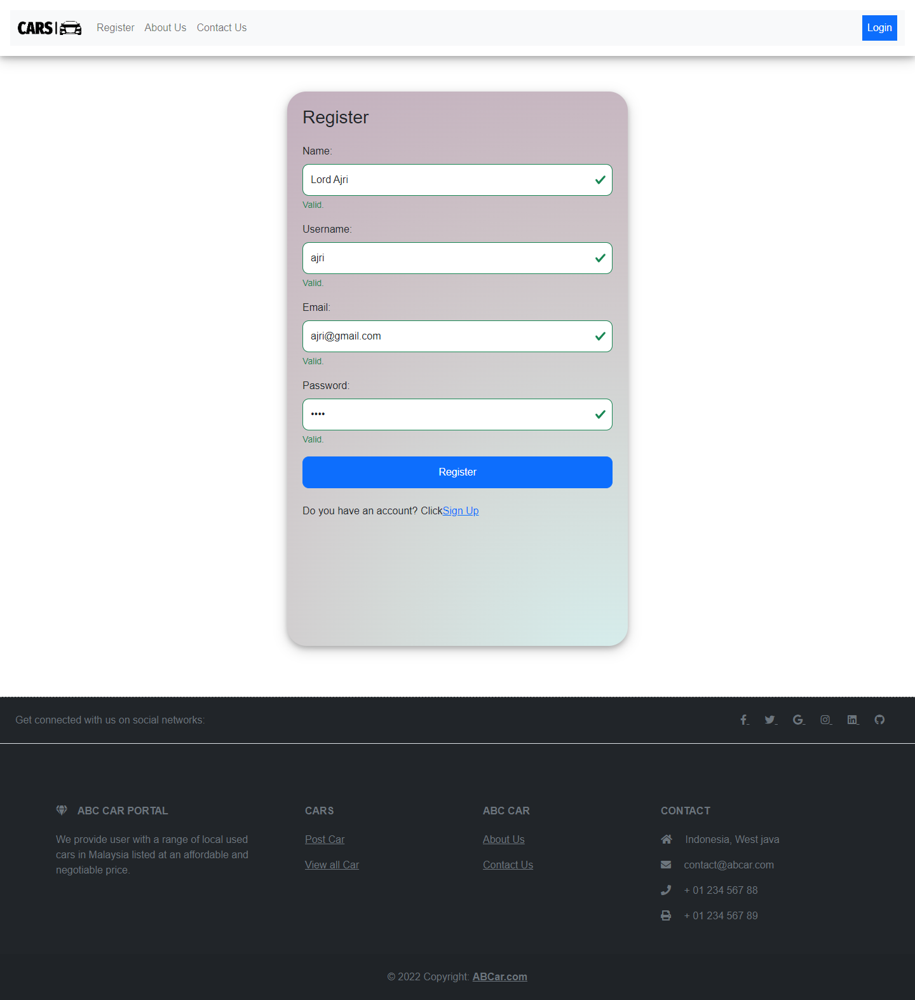 CARS Register About Us Contact Us Login
Register
Name:
Lord Ajri
Valid.
Username:
ajri
Valid.
Email:
ajri@gmail.com
Valid.
Password:
••••
Valid.
Register
Do you have an account? ClickSign Up
Get connected with us on social networks:
ABC CAR PORTAL
We provide user with a range of local used
cars in Malaysia listed at an affordable and
negotiable price.
CARS
Post Car
View all Car
ABC CAR
About Us
Contact Us
CONTACT
Indonesia, West java
contact@abcar.com
+ 01 234 567 88
+ 01 234 567 89
© 2022 Copyright: ABCar.com